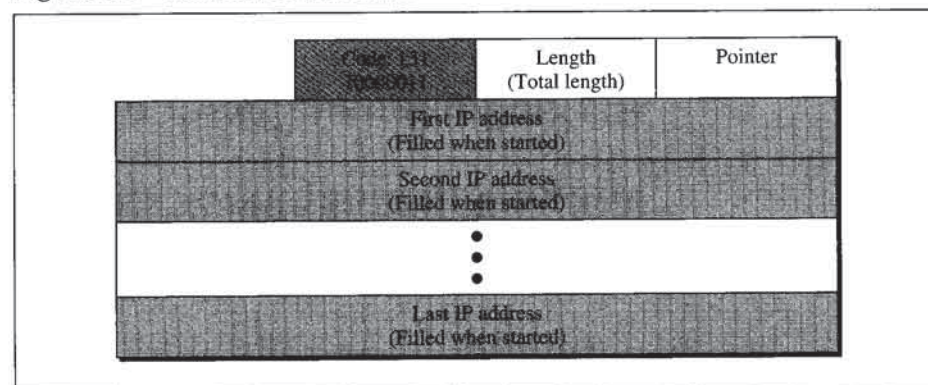 Code: 131
10000011
Length
(Total length)
Pointer
First IP address
(Filled when started)
Second IP address
(Filled when started)
Last IP address
(Filled when started)